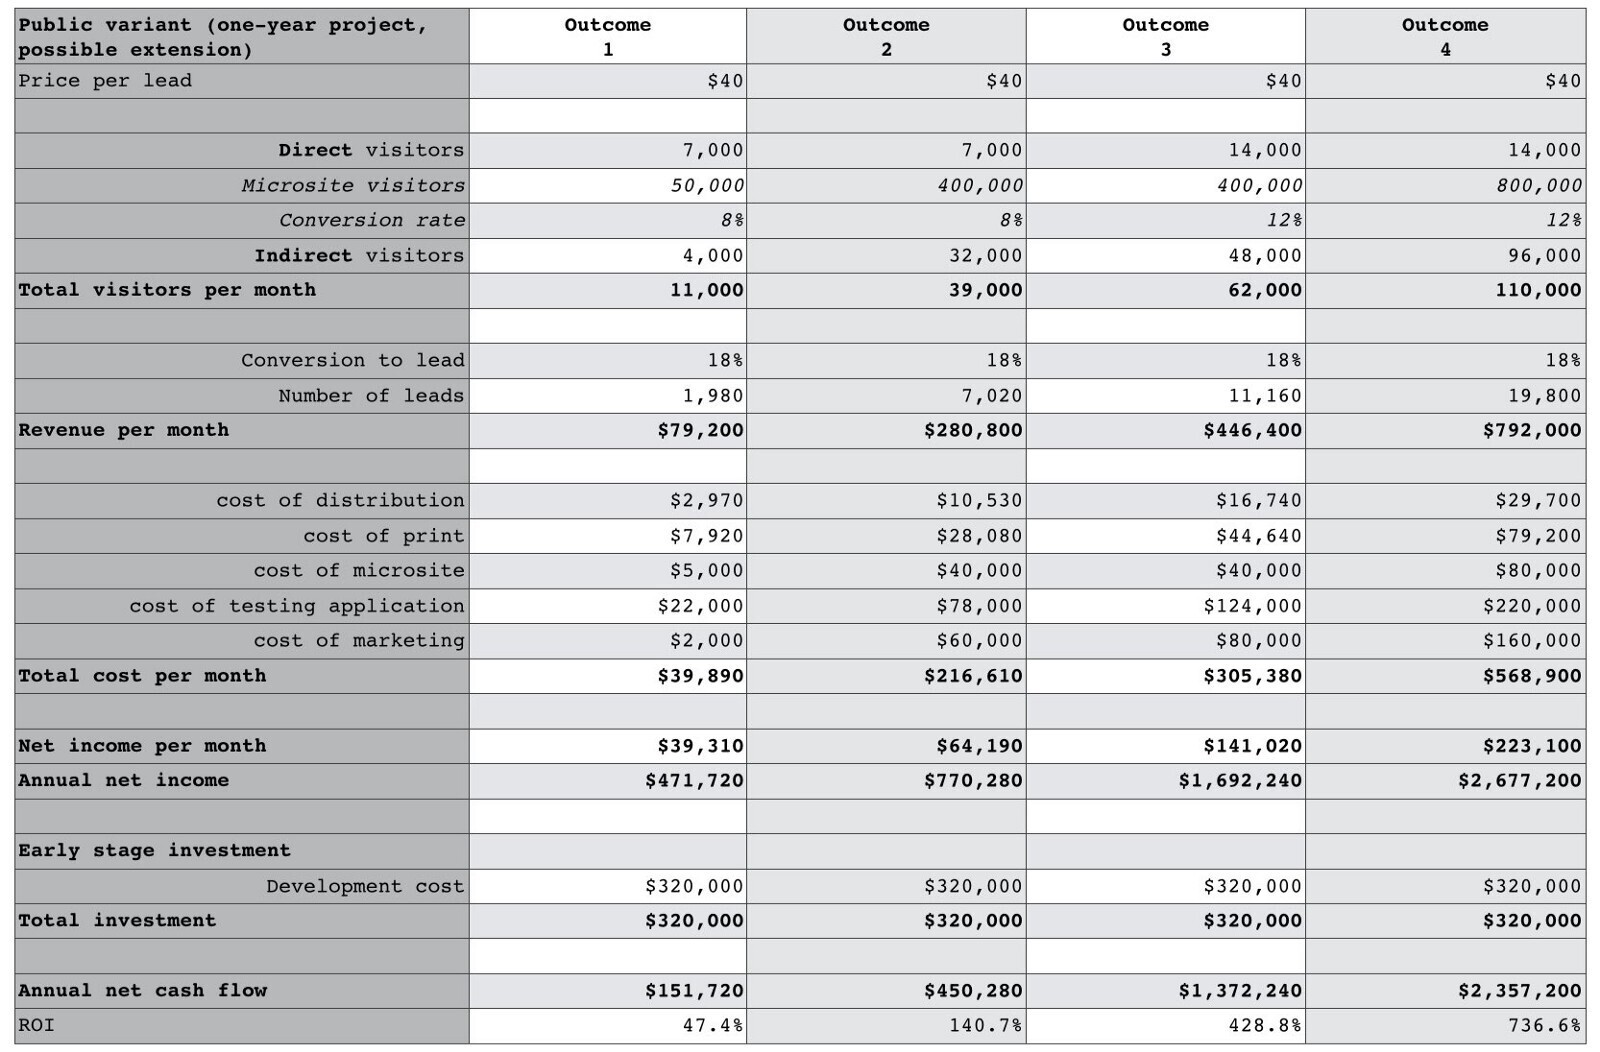 Public variant (one-year project, possible extension) Outcome 1 Outcome 2 Outcome 3 Outcome 4
Price per lead $40 $40 $40 $40
Direct visitors 7,000 7,000 14,000 14,000
Microsite visitors 50,000 400,000 400,000 800,000
Conversion rate 8% 8% 12% 12%
Indirect visitors 4,000 32,000 48,000 96,000
Total visitors per month 11,000 39,000 62,000 110,000
Conversion to lead 18% 18% 18% 18%
Number of leads 1,980 7,020 11,160 19,800
Revenue per month $79,200 $280,800 $446,400 $792,000
cost of distribution $2,970 $10,530 $16,740 $29,700
cost of print $7,920 $28,080 $44,640 $79,200
cost of microsite $5,000 $40,000 $40,000 $80,000
cost of testing application $22,000 $78,000 $124,000 $220,000
cost of marketing $2,000 $60,000 $80,000 $160,000
Total cost per month $39,890 $216,610 $305,380 $568,900
Net income per month $39,310 $64,190 $141,020 $223,100
Annual net income $471,720 $770,280 $1,692,240 $2,677,200
Early stage investment
Development cost $320,000 $320,000 $320,000 $320,000
Total investment $320,000 $320,000 $320,000 $320,000
Annual net cash flow $151,720 $450,280 $1,372,240 $2,357,200
ROI 47.4% 140.7% 428.8% 736.6%